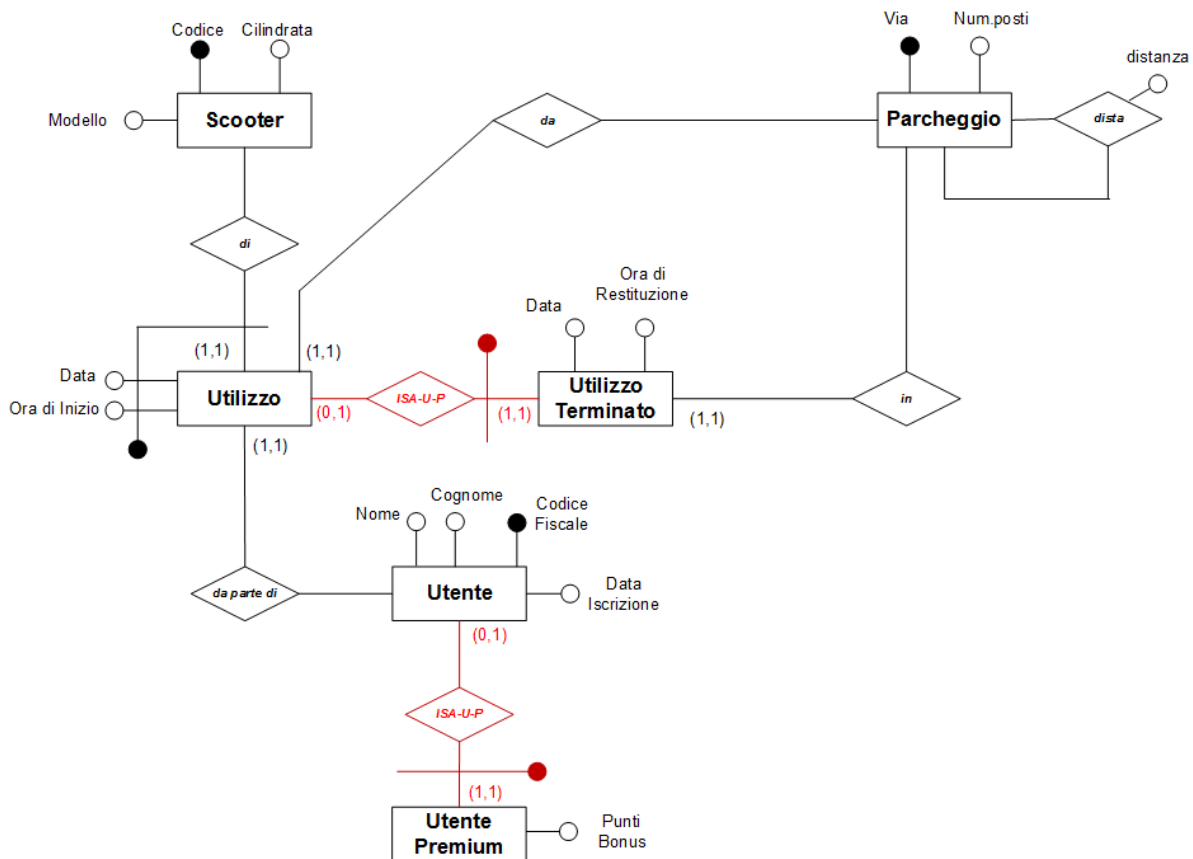 Codice
Cilindrata
Via
Num.posti
distanza
Modello
Scooter
da
Parcheggio
dista
di
Ora di
Restituzione
Data
(1,1)
(1,1)
Data
Ora di Inizio
Utilizzo
(0,1)
ISA-U-P
(1,1)
Utilizzo
Terminato
(1,1)
in
(1,1)
Nome
Cognome
Codice
Fiscale
da parte di
Utente
Data
Iscrizione
(0,1)
ISA-U-P
(1,1)
Utente
Premium
Punti
Bonus